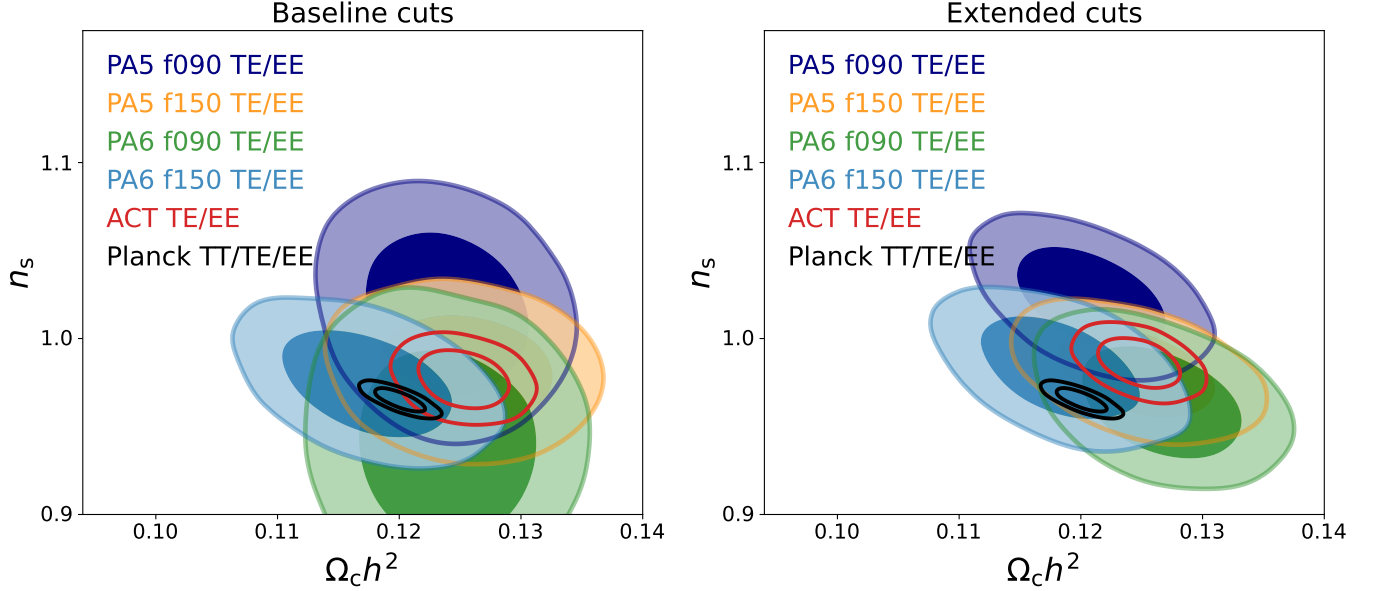 Baseline cuts
PA5 f090 TE/EE
PA5 f150 TE/EE
PA6 f090 TE/EE
PA6 f150 TE/EE
ACT TE/EE
Planck TT/TE/EE
1.1
1.0
0.9
n_s
0.10
0.11
0.12
0.13
0.14
Ω_c h²
Extended cuts
PA5 f090 TE/EE
PA5 f150 TE/EE
PA6 f090 TE/EE
PA6 f150 TE/EE
ACT TE/EE
Planck TT/TE/EE
1.1
1.0
0.9
n_s
0.10
0.11
0.12
0.13
0.14
Ω_c h²